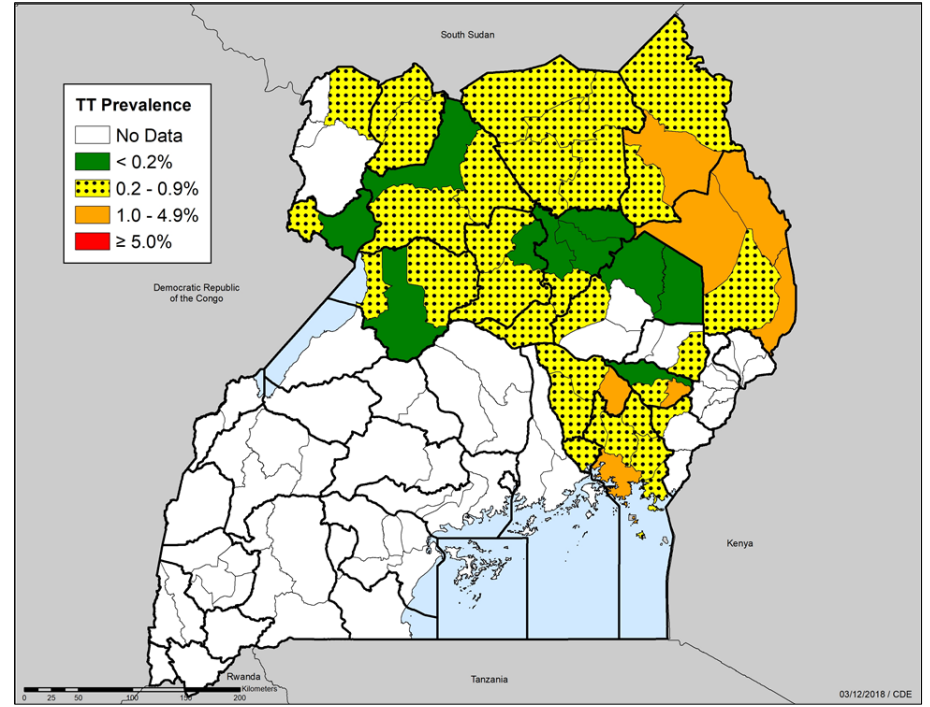 South Sudan
TT Prevalence
No Data
< 0.2%
0.2 - 0.9%
1.0 - 4.9%
≥ 5.0%
Democratic Republic
of the Congo
Kenya
Rwanda
Tanzania
Kilometers
0 25 50 100 150 200
03/12/2018 / CDE